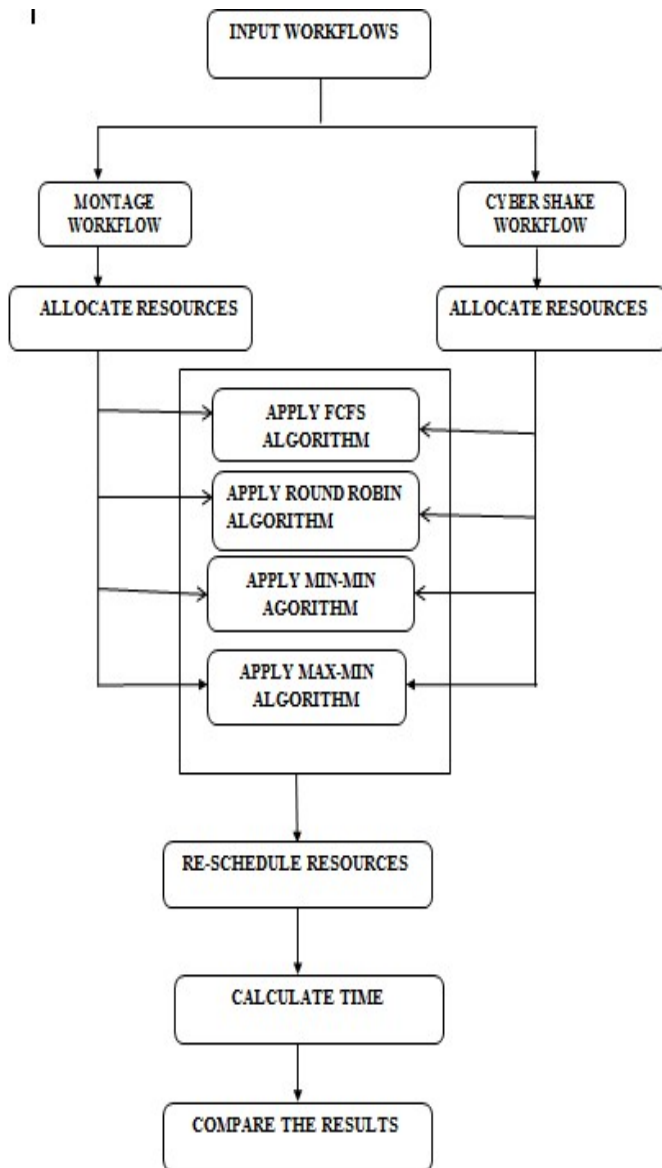 INPUT WORKFLOWS
MONTAGE
WORKFLOW
CYBER SHAKE
WORKFLOW
ALLOCATE RESOURCES
ALLOCATE RESOURCES
APPLY FCFS
ALGORITHM
APPLY ROUND ROBIN
ALGORITHM
APPLY MIN-MIN
AGORITHM
APPLY MAX-MIN
ALGORITHM
RE-SCHEDULE RESOURCES
CALCULATE TIME
COMPARE THE RESULTS